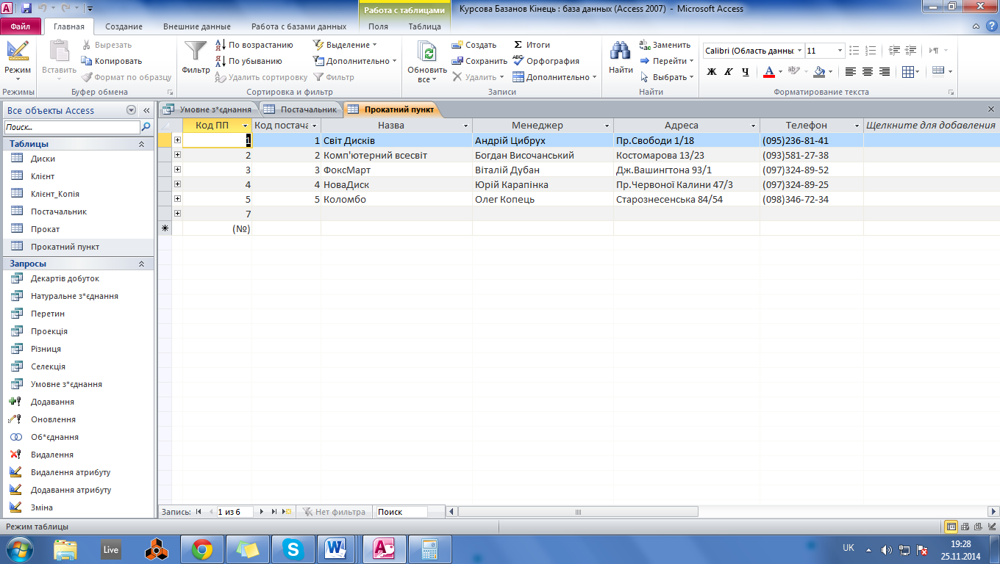 Работа с таблицами
Курсова Базанов Кінець : база данных (Access 2007) - Microsoft Access
Файл Главная Создание Внешние данные Работа с базами данных Поля Таблица
Режим
Режимы
Вставить
Вырезать
Копировать
Формат по образцу
Буфер обмена
Фильтр
По возрастанию
По убыванию
Удалить сортировку
Выделение
Дополнительно
Фильтр
Сортировка и фильтр
Обновить
все
Создать
Сохранить
Удалить
Итоги
Орфография
Дополнительно
Записи
Найти
Заменить
Перейти
Выбрать
Найти
Calibri (Область данны: 11
Ж К Ч А
Форматирование текста
Все объекты Access
Поиск...
Таблицы
Диски
Клієнт
Клієнт_Копія
Постачальник
Прокат
Прокатний пункт
Запросы
Декартів добуток
Натуральне з*єднання
Перетин
Проекція
Різниця
Селекція
Умовне з*єднання
Додавання
Оновлення
Об*єднання
Видалення
Видалення атрибуту
Додавання атрибуту
Зміна
Умовне з*єднання Постачальник Прокатний пункт
Код ПП Код постача Назва Менеджер Адреса Телефон Щелкните для добавления
1 1 Світ Дисків Андрій Цибрух Пр.Свободи 1/18 (095)236-81-41
2 2 Комп'ютерний всесвіт Богдан Височанський Костомарова 13/23 (093)581-27-38
3 3 ФоксМарт Віталій Дубан Дж.Вашингтона 93/1 (097)324-89-52
4 4 НоваДиск Юрій Карапінка Пр.Червоної Калини 47/3 (097)324-89-25
5 5 Коломбо Олег Копець Старознесенська 84/54 (098)346-72-34
7
(№)
Запись: 1 из 6 Нет фильтра Поиск
Режим таблицы
Live
UK
19:28
25.11.2014